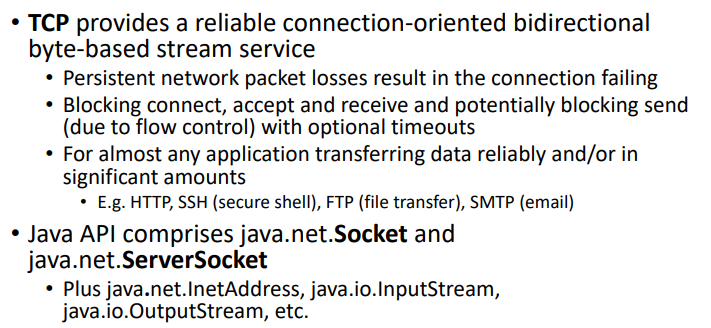 • TCP provides a reliable connection-oriented bidirectional
byte-based stream service
• Persistent network packet losses result in the connection failing
• Blocking connect, accept and receive and potentially blocking send
(due to flow control) with optional timeouts
• For almost any application transferring data reliably and/or in
significant amounts
• E.g. HTTP, SSH (secure shell), FTP (file transfer), SMTP (email)
• Java API comprises java.net.Socket and
java.net.ServerSocket
• Plus java.net.InetAddress, java.io.InputStream,
java.io.OutputStream, etc.